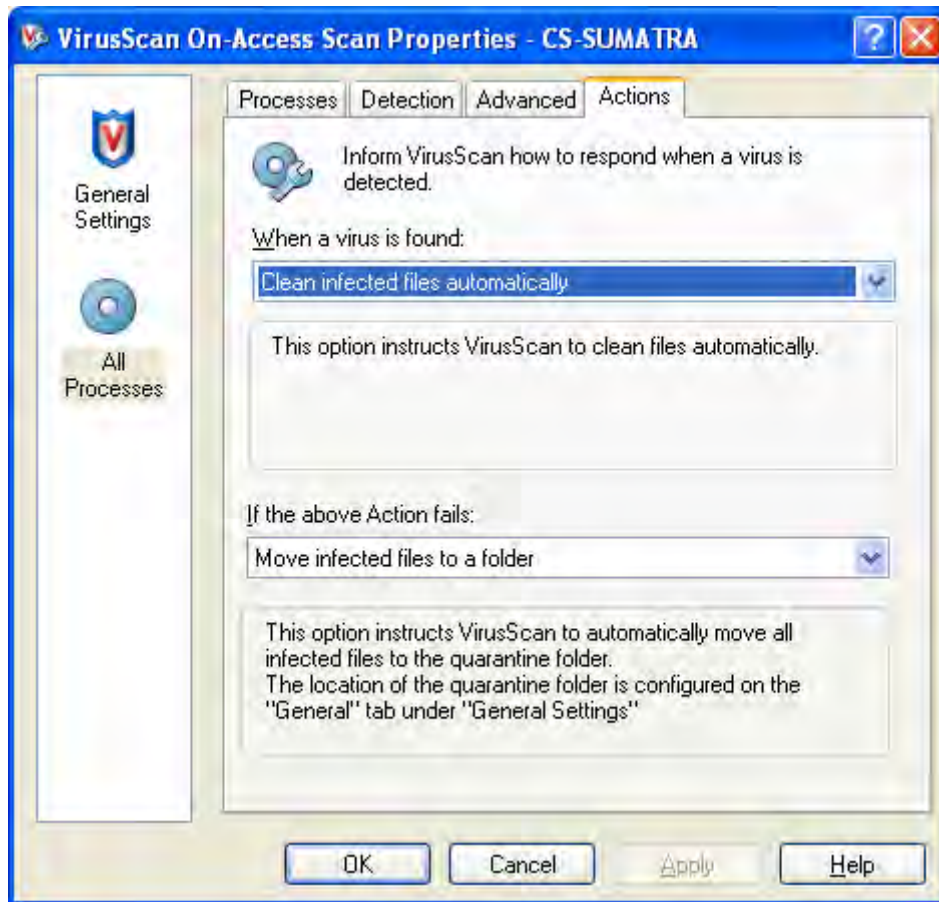 VirusScan On-Access Scan Properties - CS-SUMATRA
General
Settings
All
Processes
Processes
Detection
Advanced
Actions
Inform VirusScan how to respond when a virus is
detected.
When a virus is found:
Clean infected files automatically
This option instructs VirusScan to clean files automatically.
If the above Action fails:
Move infected files to a folder
This option instructs VirusScan to automatically move all
infected files to the quarantine folder.
The location of the quarantine folder is configured on the
"General" tab under "General Settings"
OK
Cancel
Apply
Help